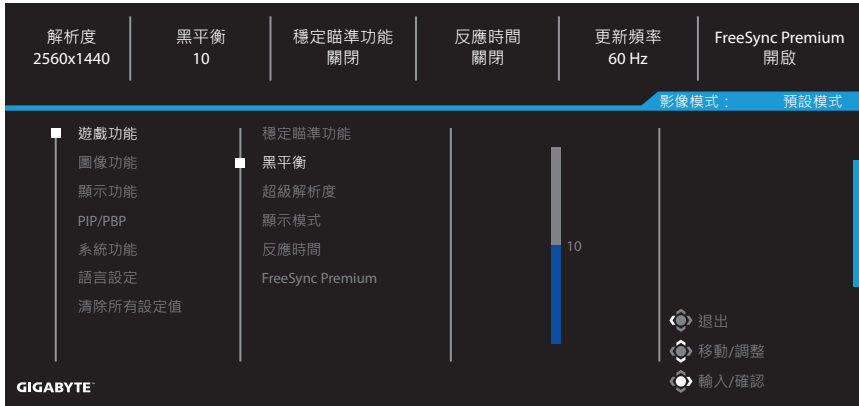 解析度
2560x1440
黑平衡
10
穩定瞄準功能
關閉
反應時間
關閉
更新頻率
60 Hz
FreeSync Premium
開啟
影像模式： 預設模式
遊戲功能
圖像功能
顯示功能
PIP/PBP
系統功能
語言設定
清除所有設定值
穩定瞄準功能
黑平衡
超級解析度
顯示模式
反應時間
FreeSync Premium
10
退出
移動/調整
輸入/確認
GIGABYTE™